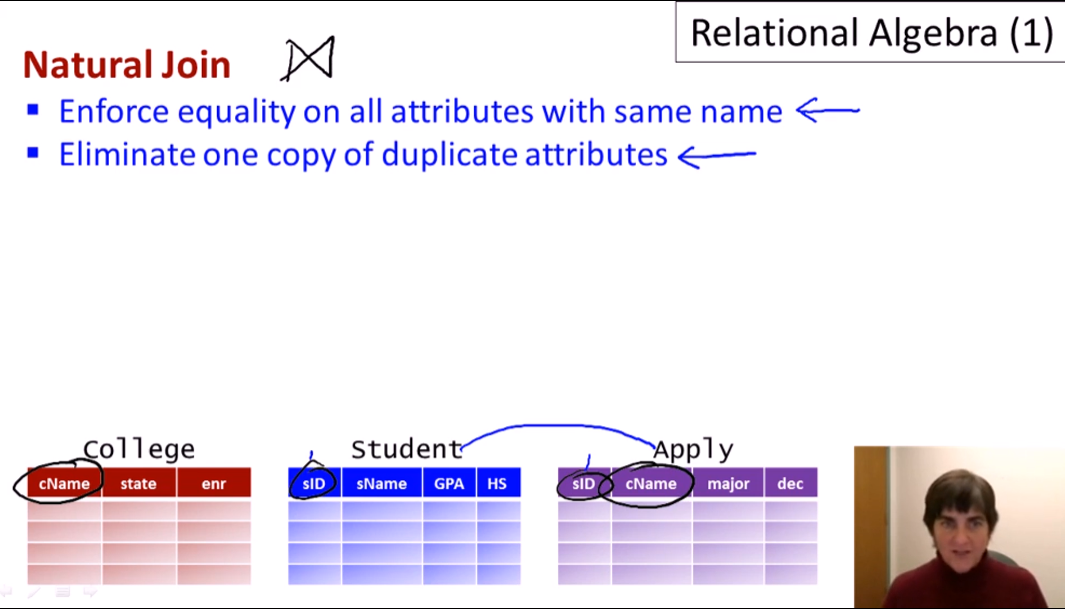 Relational Algebra (1)
Natural Join ⋈
▪ Enforce equality on all attributes with same name
▪ Eliminate one copy of duplicate attributes
College Student Apply
cName state enr sID sName GPA HS sID cName major dec